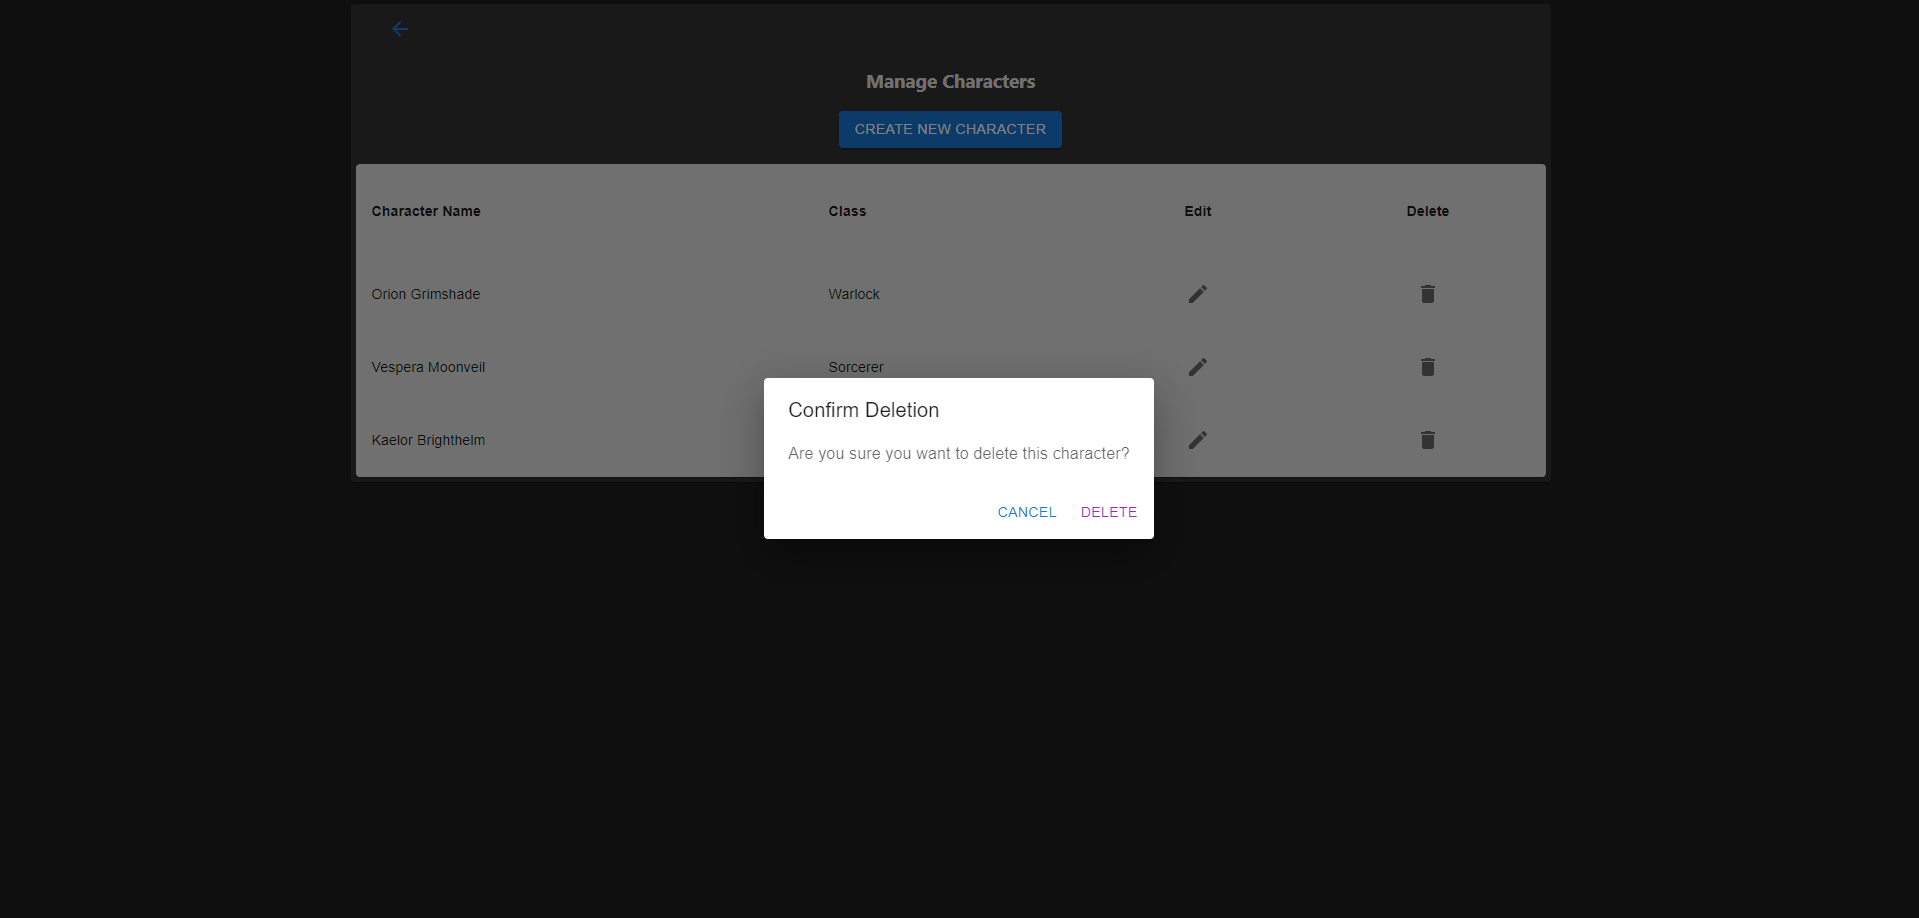 Manage Characters
CREATE NEW CHARACTER
Character Name Class Edit Delete
Orion Grimshade Warlock
Vespera Moonveil Sorcerer
Kaelor Brighthelm
Confirm Deletion
Are you sure you want to delete this character?
CANCEL DELETE